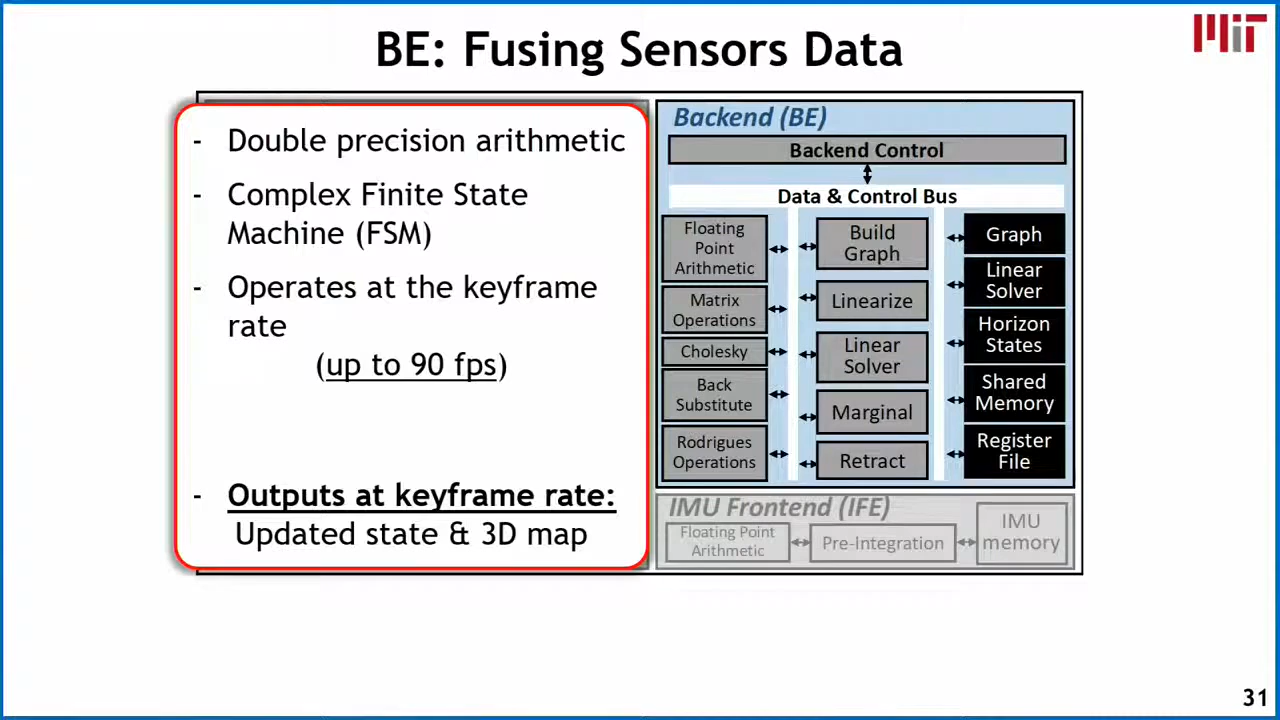 BE: Fusing Sensors Data
MIT
- Double precision arithmetic
- Complex Finite State
Machine (FSM)
- Operates at the keyframe
rate
(up to 90 fps)
- Outputs at keyframe rate:
Updated state & 3D map
Backend (BE)
Backend Control
Data & Control Bus
Floating
Point
Arithmetic
Matrix
Operations
Cholesky
Back
Substitute
Rodrigues
Operations
Build
Graph
Linearize
Linear
Solver
Marginal
Retract
Graph
Linear
Solver
Horizon
States
Shared
Memory
Register
File
IMU Frontend (IFE)
Floating Point
Arithmetic
Pre-Integration
IMU
memory
31